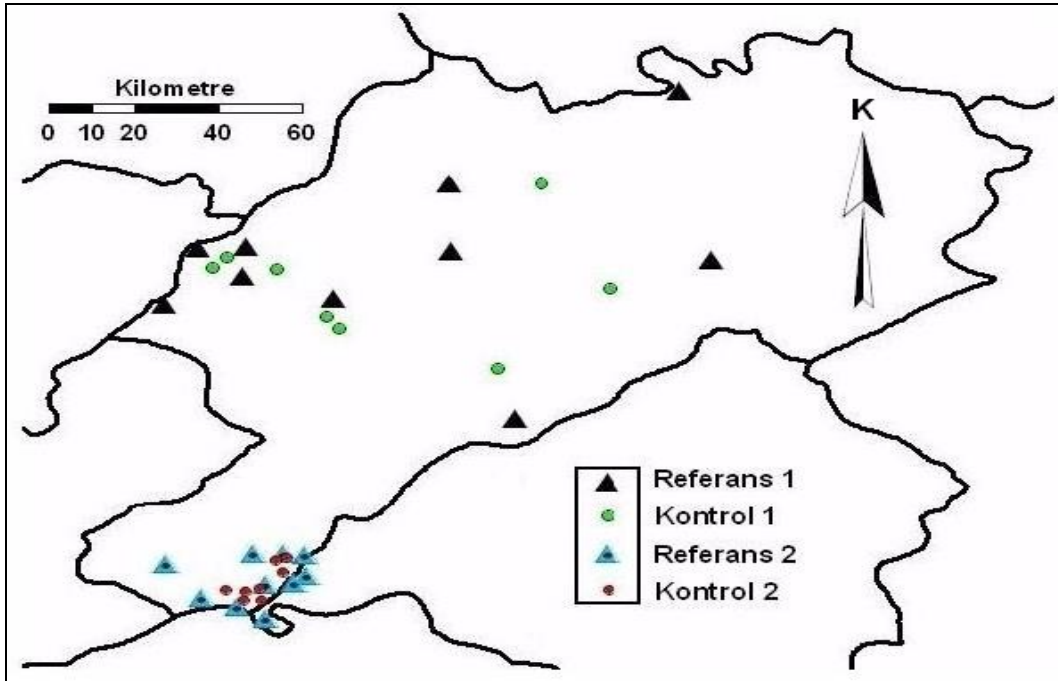 Kilometre
0 10 20 40 60
K
Referans 1
Kontrol 1
Referans 2
Kontrol 2